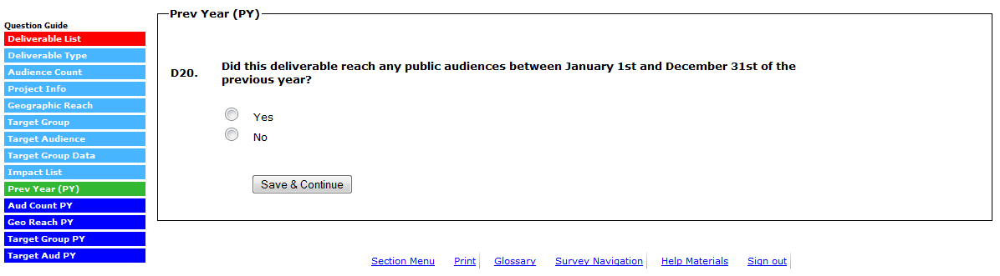 Question Guide
Deliverable List
Deliverable Type
Audience Count
Project Info
Geographic Reach
Target Group
Target Audience
Target Group Data
Impact List
Prev Year (PY)
Aud Count PY
Geo Reach PY
Target Group PY
Target Aud PY
Prev Year (PY)
D20. Did this deliverable reach any public audiences between January 1st and December 31st of the
previous year?
Yes
No
Save & Continue
Section Menu Print Glossary Survey Navigation Help Materials Sign out